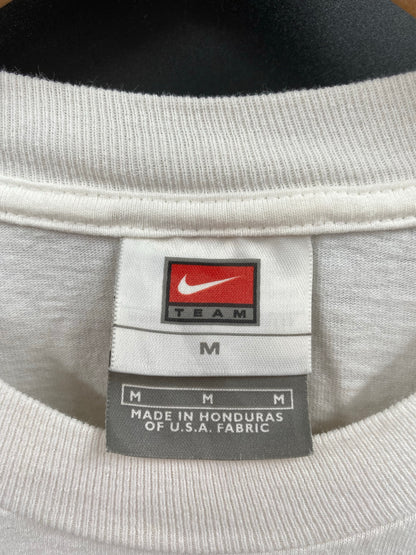 TEAM
M
M M M
MADE IN HONDURAS
OF U.S.A. FABRIC